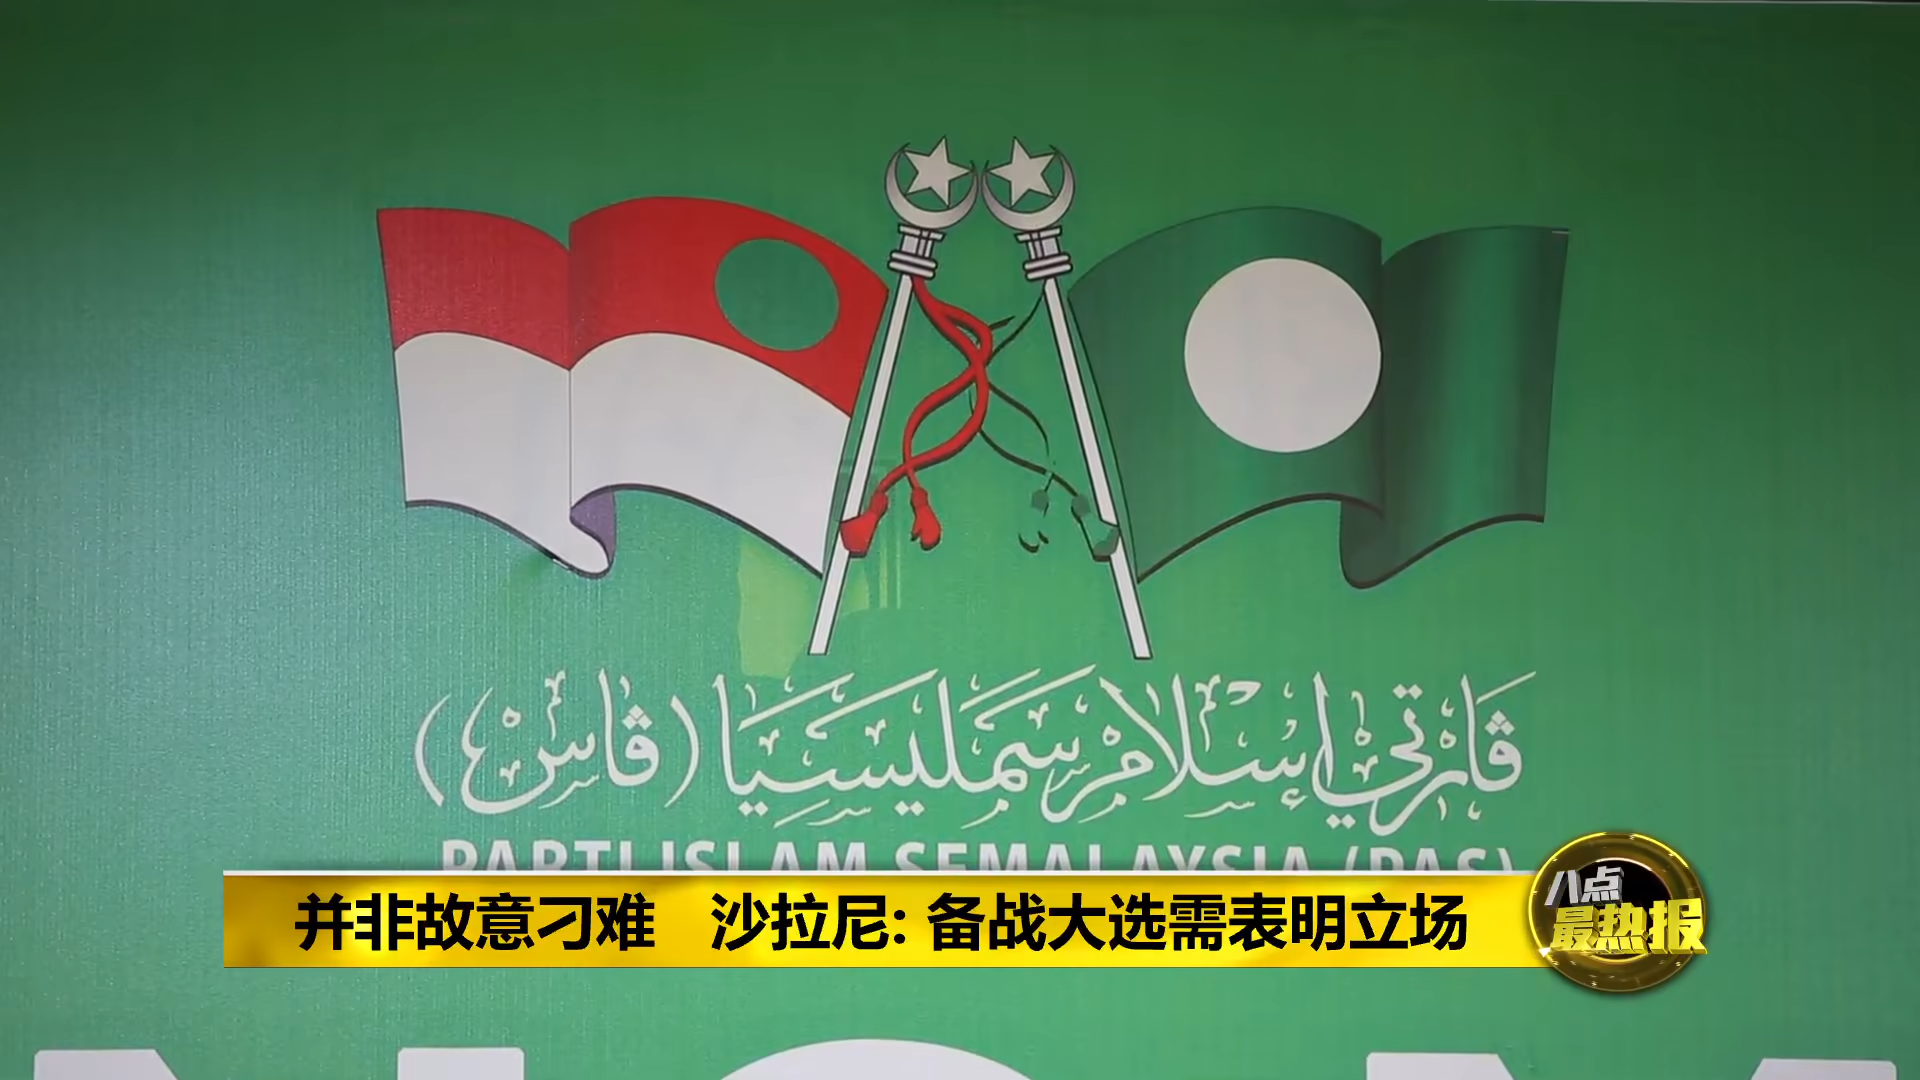 ڤارتي إسلام سمليسيا (ڤاس)
PARTI ISLAM SEMALAYSIA (PAS)
并非故意刁难 沙拉尼: 备战大选需表明立场
八点
最热报